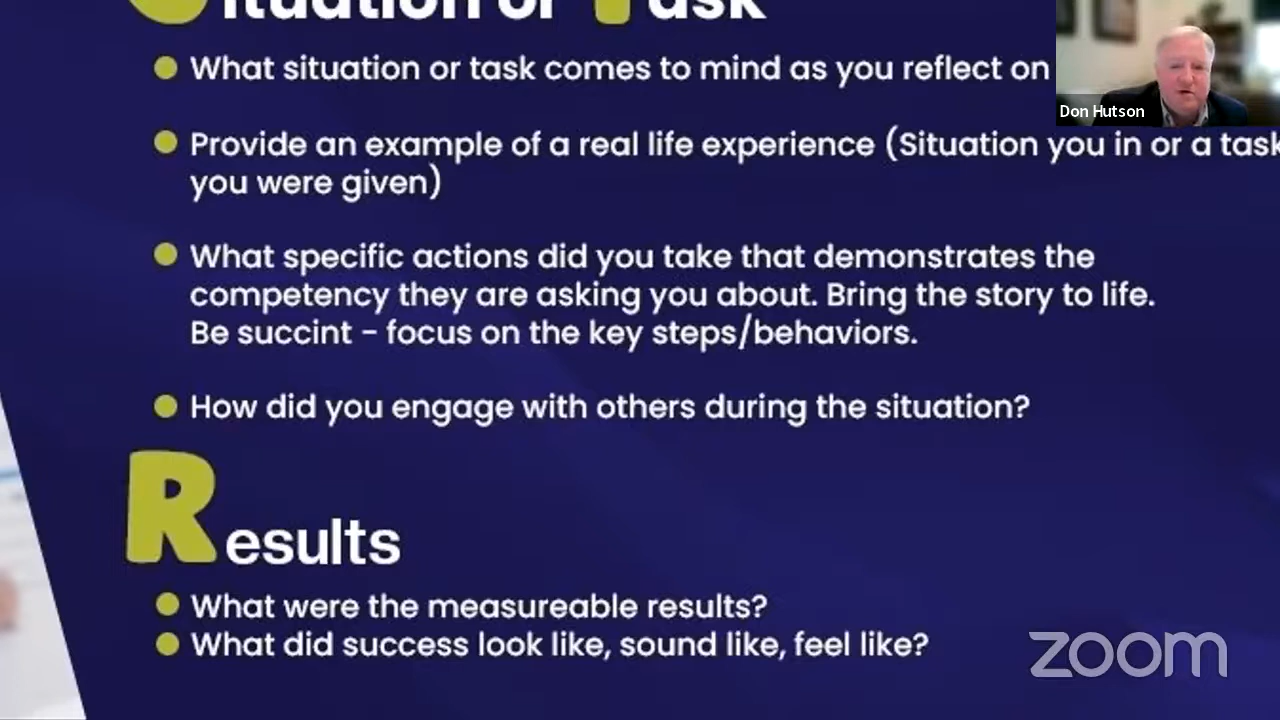 Situation or Task
What situation or task comes to mind as you reflect on
Don Hutson
Provide an example of a real life experience (Situation you in or a task
you were given)
What specific actions did you take that demonstrates the
competency they are asking you about. Bring the story to life.
Be succint – focus on the key steps/behaviors.
How did you engage with others during the situation?
Results
What were the measureable results?
What did success look like, sound like, feel like?
zoom